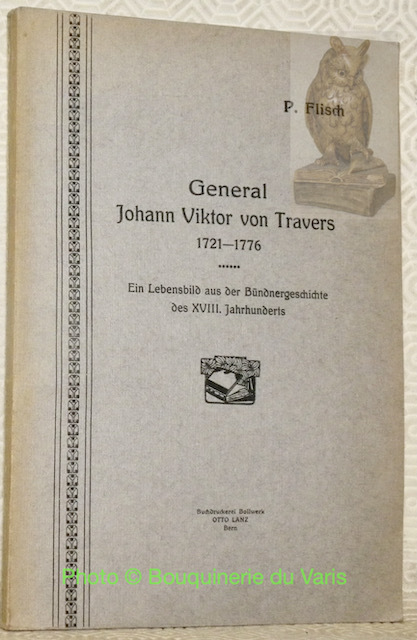 P. Flisch
General
Johann Viktor von Travers
1721—1776
Ein Lebensbild aus der Bündnergeschichte
des XVIII. Jahrhunderts
Buchdruckerei Bollwerk
OTTO LANZ
Bern
Photo © Bouquinerie du Varis